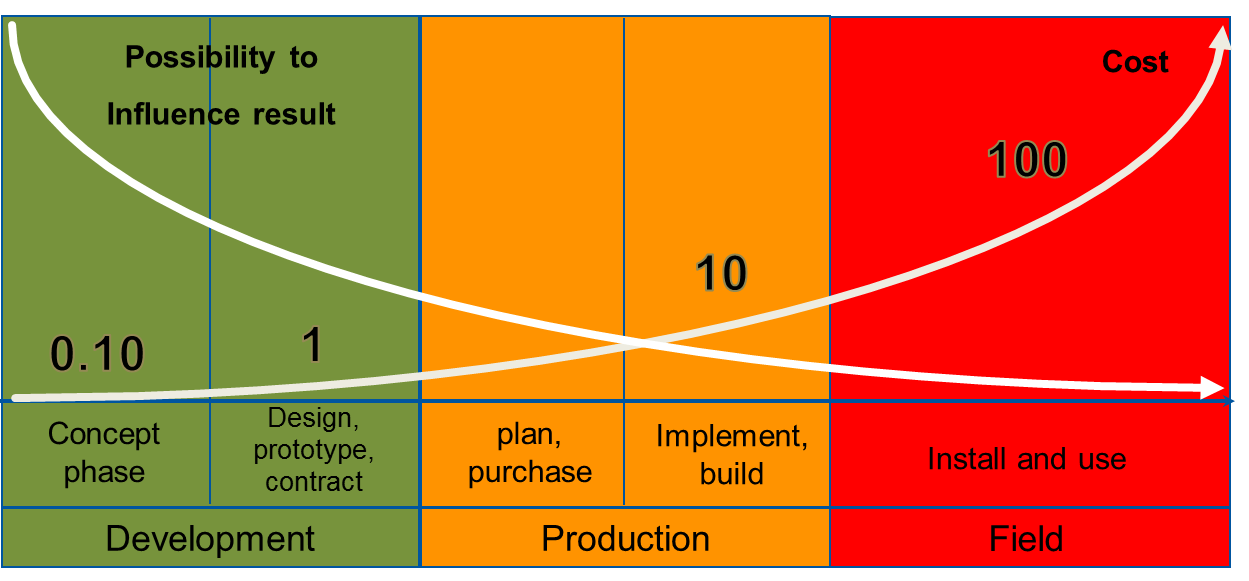 Possibility to
Influence result
Cost
100
10
1
0.10
Concept
phase
Design,
prototype,
contract
plan,
purchase
Implement,
build
Install and use
Development
Production
Field